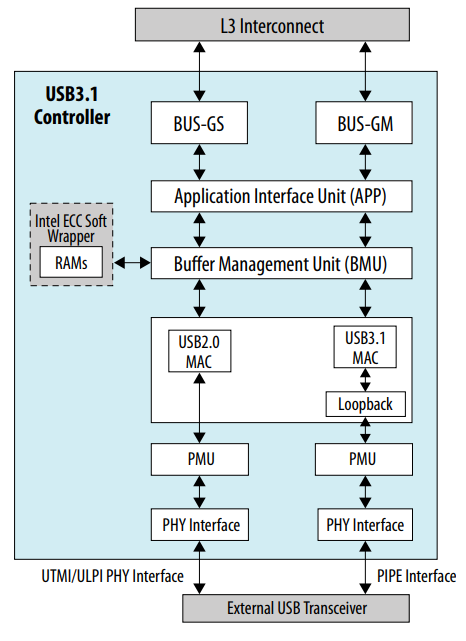 L3 Interconnect
USB3.1
Controller
BUS-GS
BUS-GM
Application Interface Unit (APP)
Intel ECC Soft
Wrapper
RAMs
Buffer Management Unit (BMU)
USB2.0
MAC
USB3.1
MAC
Loopback
PMU
PMU
PHY Interface
PHY Interface
UTMI/ULPI PHY Interface
PIPE Interface
External USB Transceiver